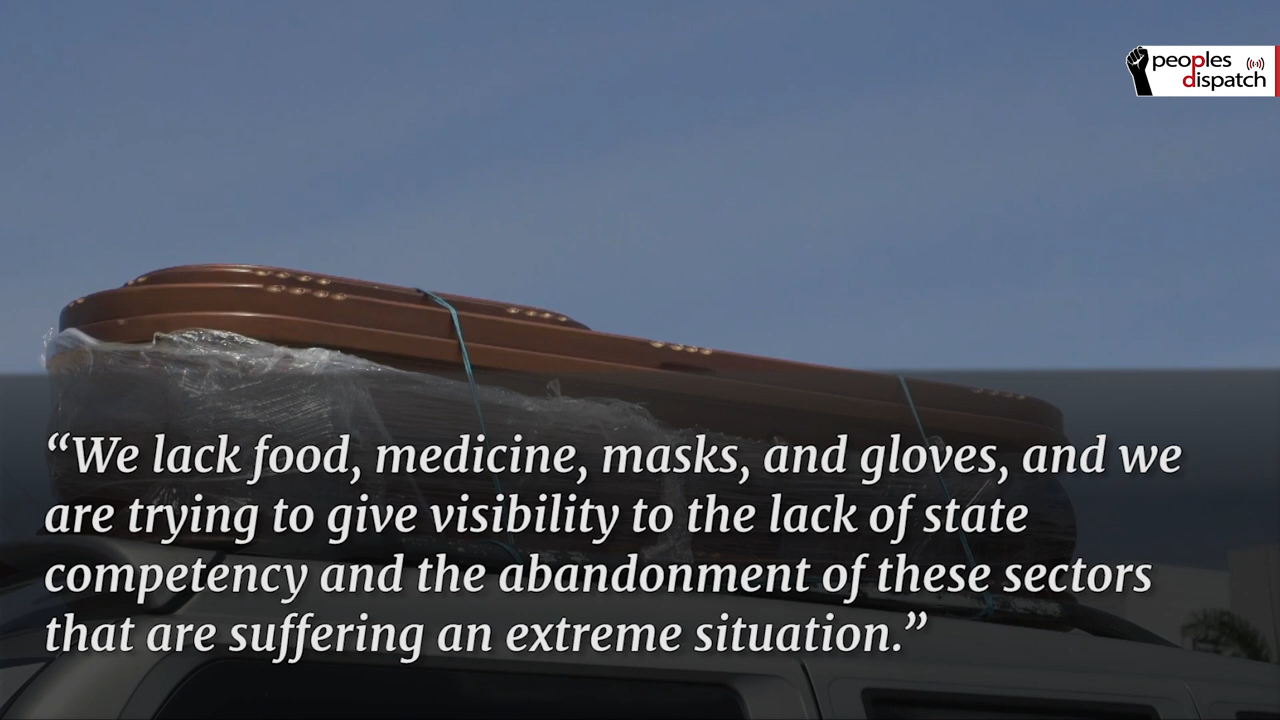 peoples
dispatch
“We lack food, medicine, masks, and gloves, and we
are trying to give visibility to the lack of state
competency and the abandonment of these sectors
that are suffering an extreme situation.”